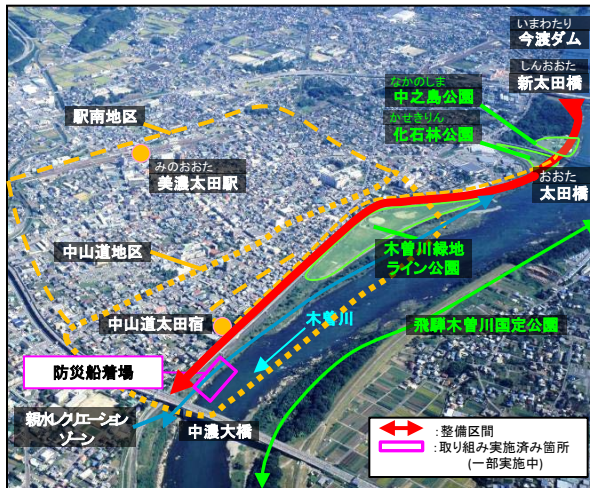 いまわたり
今渡ダム
しんおおた
新太田橋
なかのしま
中之島公園
かせきりん
化石林公園
駅南地区
みのおおた
美濃太田駅
おおた
太田橋
中山道地区
木曽川緑地
ライン公園
中山道太田宿
木曽川
飛騨木曽川国定公園
防災船着場
親水レクリエーション
ゾーン
中濃大橋
:整備区間
:取り組み実施済み箇所
(一部実施中)